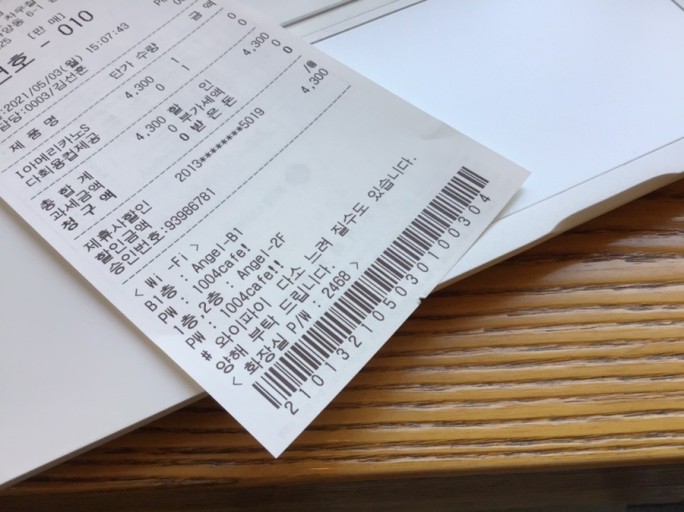 [판 매]
번호 - 010
:2021/05/03(월) 15:07:43
담당:0003/김선훈
제 품 명 단가 수량 금액
I아메리카노S 4,300 1 4,300
다회용컵제공 0 1 0
총 합 계 4,300 할 인 0
과세금액 0 부가세액 0
청 구 액 0 받 은 돈 4,300
2013********5019
제휴사할인
할인금액
승인번호:93986781
< Wi -Fi >
B1층 : Angel-B1
PW : 1004cafe!
1층 2층 : Angel-2F
PW : 1004cafe!!
# 와이파이 다소 느려 질수도 있습니다.
양해 부탁 드립니다.
< 화장실 P/W : 2468 >
210132105030100304